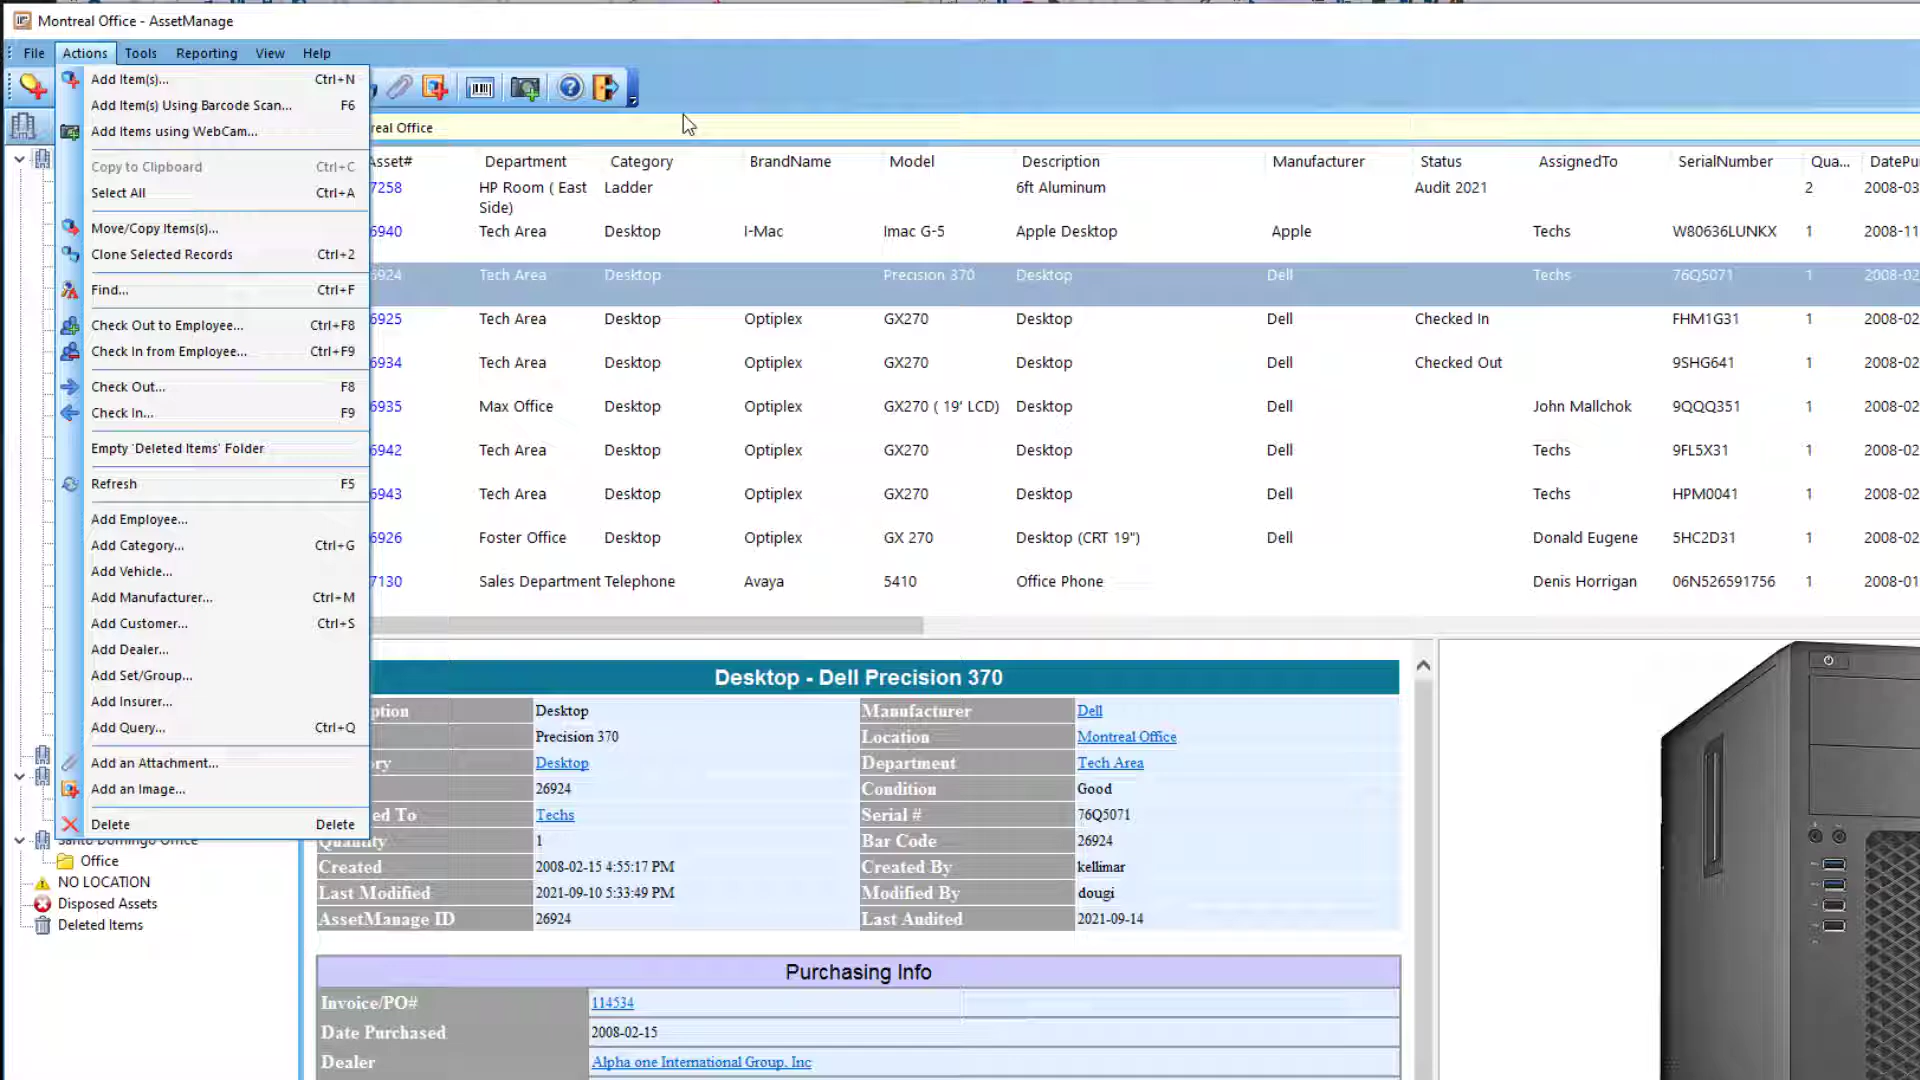 Montreal Office - AssetManage
File Actions Tools Reporting View Help
Add Item(s)... Ctrl+N
Add Item(s) Using Barcode Scan... F6
Add Items using WebCam...
Copy to Clipboard Ctrl+C
Select All Ctrl+A
Move/Copy Items(s)...
Clone Selected Records Ctrl+2
Find... Ctrl+F
Check Out to Employee... Ctrl+F8
Check In from Employee... Ctrl+F9
Check Out... F8
Check In... F9
Empty 'Deleted Items' Folder
Refresh F5
Add Employee...
Add Category... Ctrl+G
Add Vehicle...
Add Manufacturer... Ctrl+M
Add Customer... Ctrl+S
Add Dealer...
Add Set/Group...
Add Insurer...
Add Query... Ctrl+Q
Add an Attachment...
Add an Image...
Delete Delete
Santo Domingo Office
Office
NO LOCATION
Disposed Assets
Deleted Items
real Office
Asset# Department Category BrandName Model Description Manufacturer Status AssignedTo SerialNumber Qua... DatePu
7258 HP Room ( East Side) Ladder 6ft Aluminum Audit 2021 2 2008-03
6940 Tech Area Desktop I-Mac Imac G-5 Apple Desktop Apple Techs W80636LUNKX 1 2008-11
6924 Tech Area Desktop Precision 370 Desktop Dell Techs 76Q5071 1 2008-02
6925 Tech Area Desktop Optiplex GX270 Desktop Dell Checked In FHM1G31 1 2008-02
6934 Tech Area Desktop Optiplex GX270 Desktop Dell Checked Out 9SHG641 1 2008-02
6935 Max Office Desktop Optiplex GX270 ( 19' LCD) Desktop Dell John Mallchok 9QQQ351 1 2008-02
6942 Tech Area Desktop Optiplex GX270 Desktop Dell Techs 9FL5X31 1 2008-02
6943 Tech Area Desktop Optiplex GX270 Desktop Dell Techs HPM0041 1 2008-02
6926 Foster Office Desktop Optiplex GX 270 Desktop (CRT 19") Dell Donald Eugene 5HC2D31 1 2008-02
7130 Sales Department Telephone Avaya 5410 Office Phone Denis Horrigan 06N526591756 1 2008-01
Desktop - Dell Precision 370
ption Desktop Manufacturer Dell
Precision 370 Location Montreal Office
ry Desktop Department Tech Area
26924 Condition Good
ed To Techs Serial # 76Q5071
Quantity 1 Bar Code 26924
Created 2008-02-15 4:55:17 PM Created By kellimar
Last Modified 2021-09-10 5:33:49 PM Modified By dougi
AssetManage ID 26924 Last Audited 2021-09-14
Purchasing Info
Invoice/PO# 114534
Date Purchased 2008-02-15
Dealer Alpha one International Group, Inc